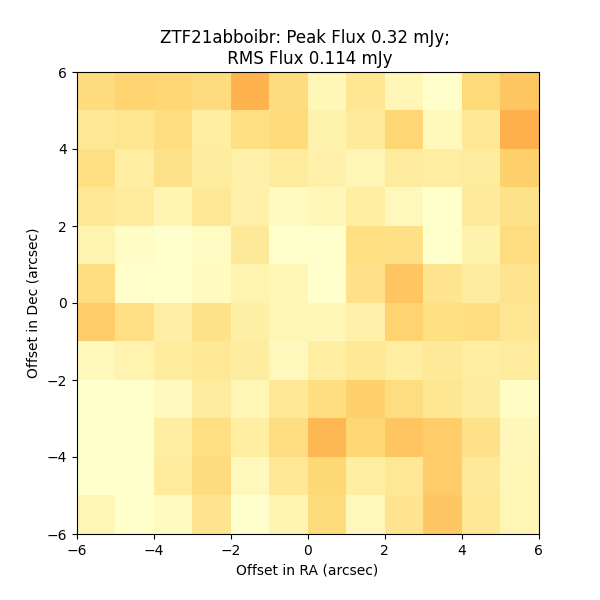 ZTF21abboibr: Peak Flux 0.32 mJy;
RMS Flux 0.114 mJy
6
4
2
0
−2
−4
−6
Offset in Dec (arcsec)
−6 −4 −2 0 2 4 6
Offset in RA (arcsec)